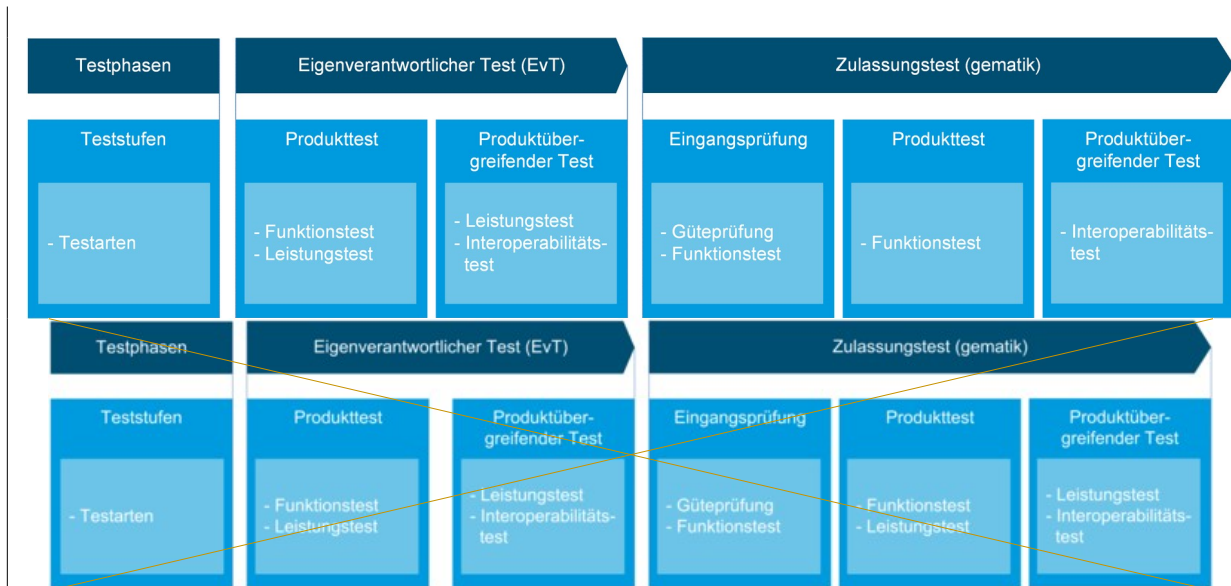 Testphasen
Eigenverantwortlicher Test (EvT)
Zulassungstest (gematik)
Teststufen
- Testarten
Produkttest
- Funktionstest
- Leistungstest
Produktüber-
greifender Test
- Leistungstest
- Interoperabilitäts-
test
Eingangsprüfung
- Güteprüfung
- Funktionstest
Produkttest
- Funktionstest
Produktüber-
greifender Test
- Interoperabilitäts-
test
Testphasen
Eigenverantwortlicher Test (EvT)
Zulassungstest (gematik)
Teststufen
- Testarten
Produkttest
- Funktionstest
- Leistungstest
Produktüber-
greifender Test
- Leistungstest
- Interoperabilitäts-
test
Eingangsprüfung
- Güteprüfung
- Funktionstest
Produkttest
- Funktionstest
- Leistungstest
Produktüber-
greifender Test
- Leistungstest
- Interoperabilitäts-
test